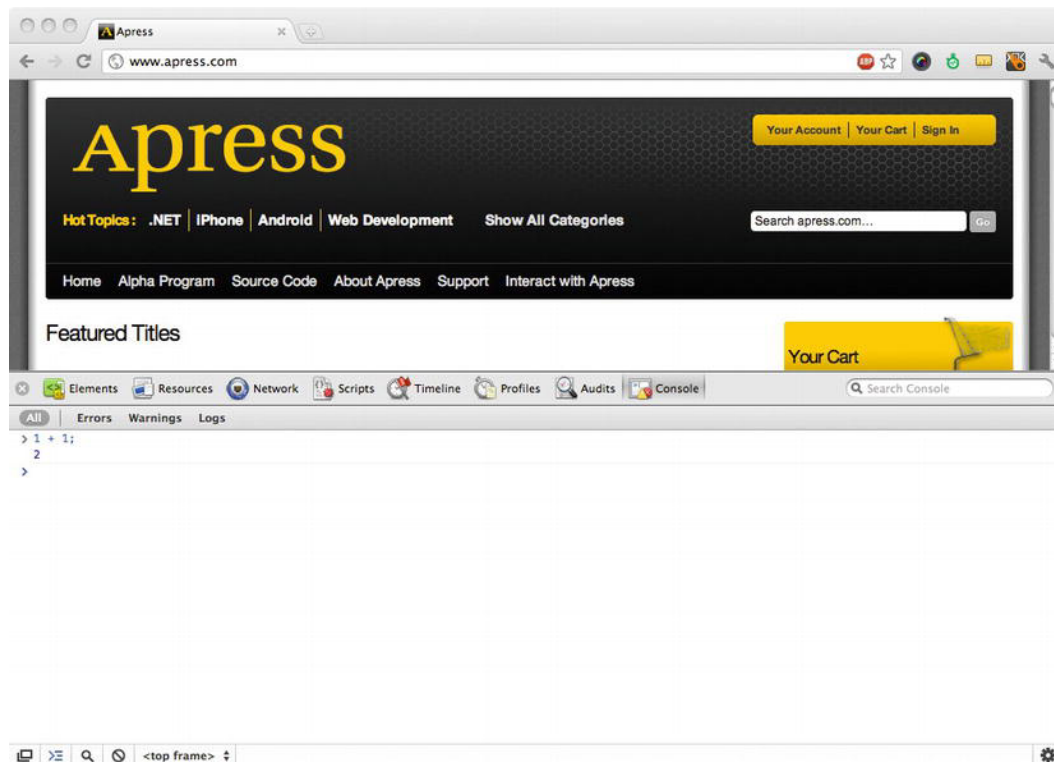 Apress
www.apress.com
ABP
Apress
Your Account | Your Cart | Sign In
Hot Topics: .NET | iPhone | Android | Web Development Show All Categories
Search apress.com... Go
Home Alpha Program Source Code About Apress Support Interact with Apress
Featured Titles
Your Cart
Elements Resources Network Scripts Timeline Profiles Audits Console Search Console
All Errors Warnings Logs
> 1 + 1;
2
>
<top frame>